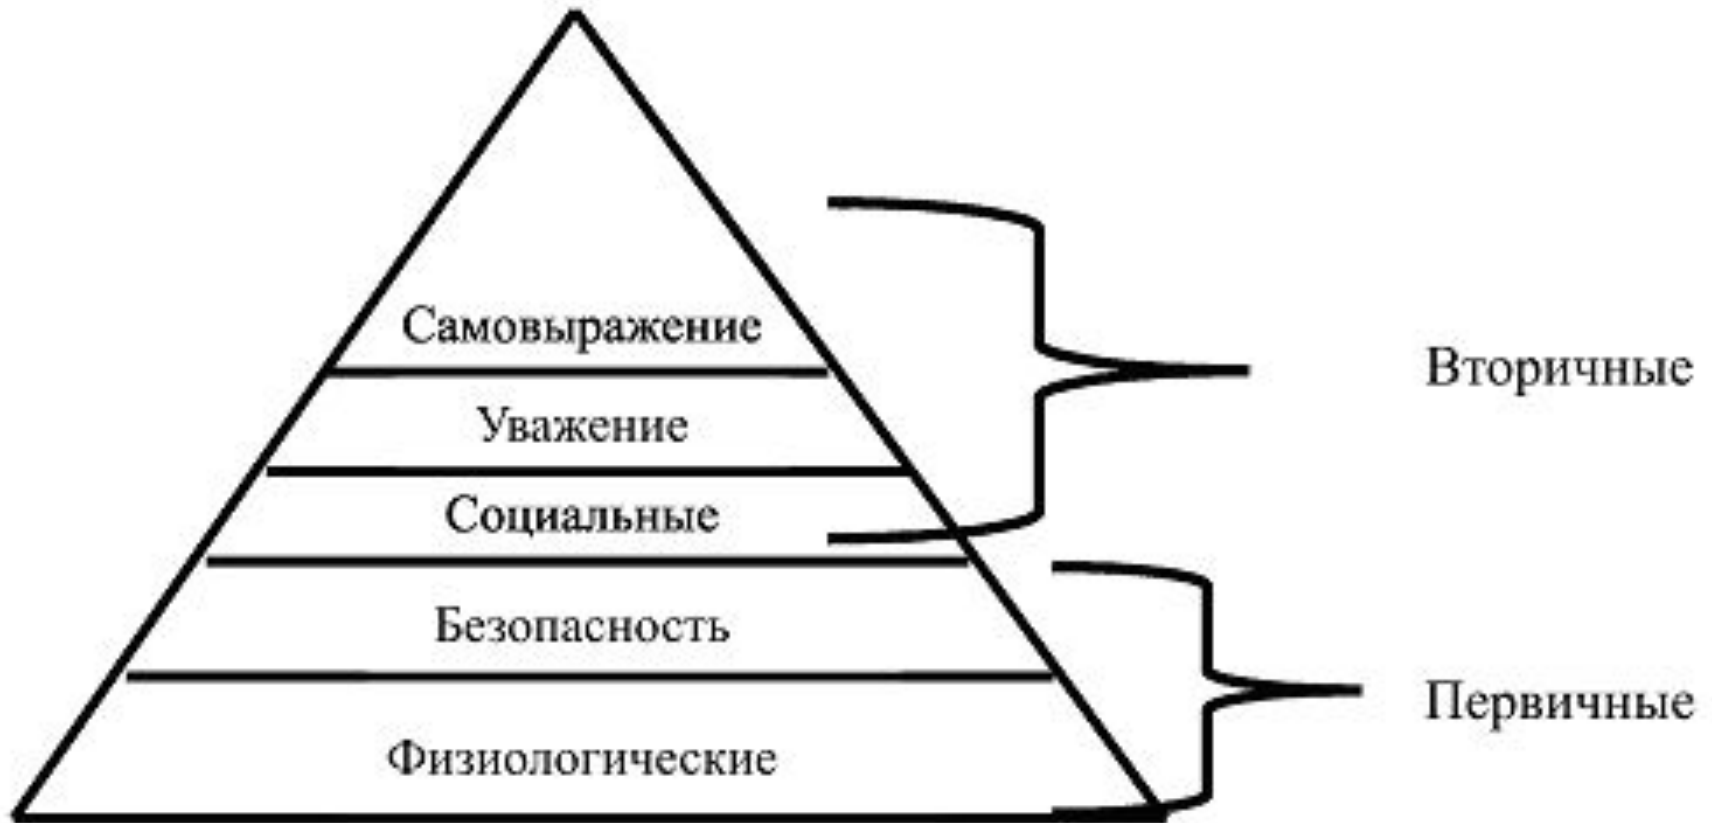 Самовыражение
Уважение
Социальные
Безопасность
Физиологические
Вторичные
Первичные